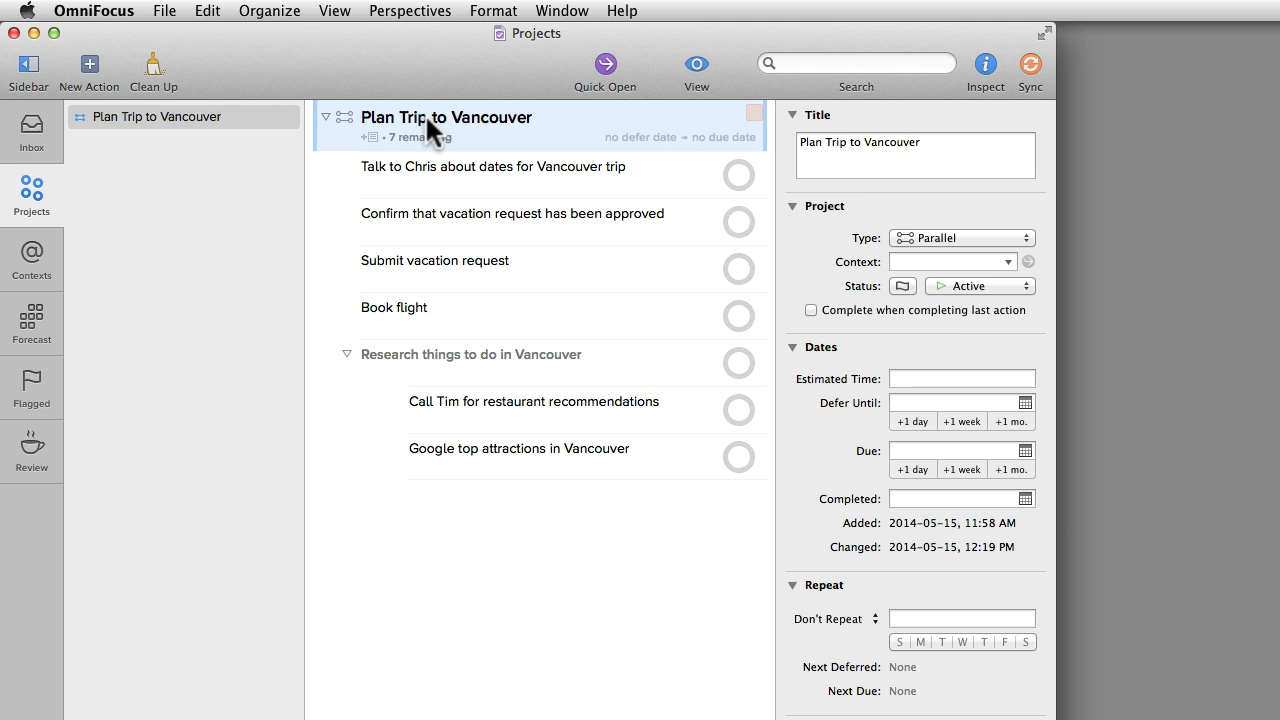 OmniFocus File Edit Organize View Perspectives Format Window Help
Projects
Sidebar New Action Clean Up Quick Open View Search Inspect Sync
Inbox
Projects
Contexts
Forecast
Flagged
Review
Plan Trip to Vancouver
Plan Trip to Vancouver
• 7 remaining no defer date → no due date
Talk to Chris about dates for Vancouver trip
Confirm that vacation request has been approved
Submit vacation request
Book flight
Research things to do in Vancouver
Call Tim for restaurant recommendations
Google top attractions in Vancouver
Title
Plan Trip to Vancouver
Project
Type: Parallel
Context:
Status: Active
Complete when completing last action
Dates
Estimated Time:
Defer Until:
+1 day +1 week +1 mo.
Due:
+1 day +1 week +1 mo.
Completed:
Added: 2014-05-15, 11:58 AM
Changed: 2014-05-15, 12:19 PM
Repeat
Don't Repeat
S M T W T F S
Next Deferred: None
Next Due: None